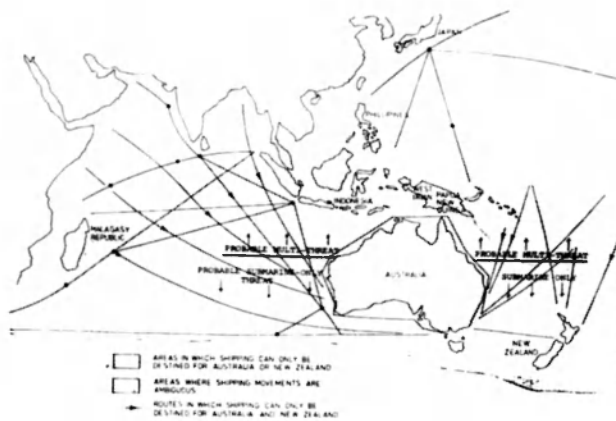 JAPAN
PHILIPPINES
INDONESIA
WEST IRIAN
PAPUA
NEW
MALAGASY
REPUBLIC
PROBABLE MULTI-THREAT
PROBABLE SUBMARINE-ONLY
THREAT
AUSTRALIA
PROBABLE MULTI-THREAT
SUBMARINE-ONLY
NEW
ZEALAND
AREAS IN WHICH SHIPPING CAN ONLY BE
DESTINED FOR AUSTRALIA OR NEW ZEALAND
AREAS WHERE SHIPPING MOVEMENTS ARE
AMBIGUOUS
ROUTES IN WHICH SHIPPING CAN ONLY BE
DESTINED FOR AUSTRALIA AND NEW ZEALAND